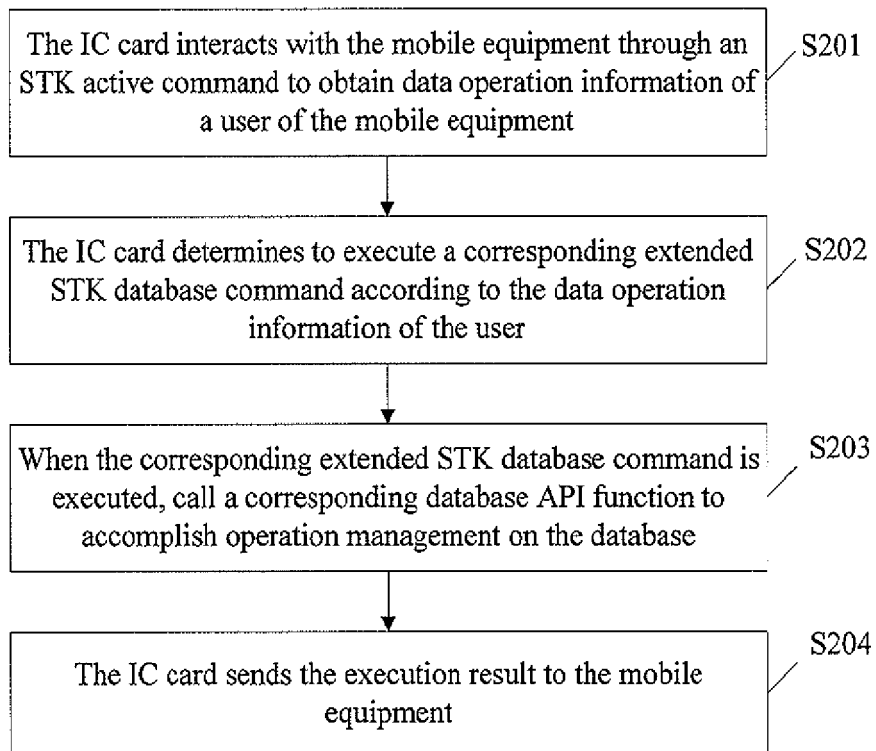 The IC card interacts with the mobile equipment through an
STK active command to obtain data operation information of
a user of the mobile equipment
S201
The IC card determines to execute a corresponding extended
STK database command according to the data operation
information of the user
S202
When the corresponding extended STK database command is
executed, call a corresponding database API function to
accomplish operation management on the database
S203
The IC card sends the execution result to the mobile
equipment
S204